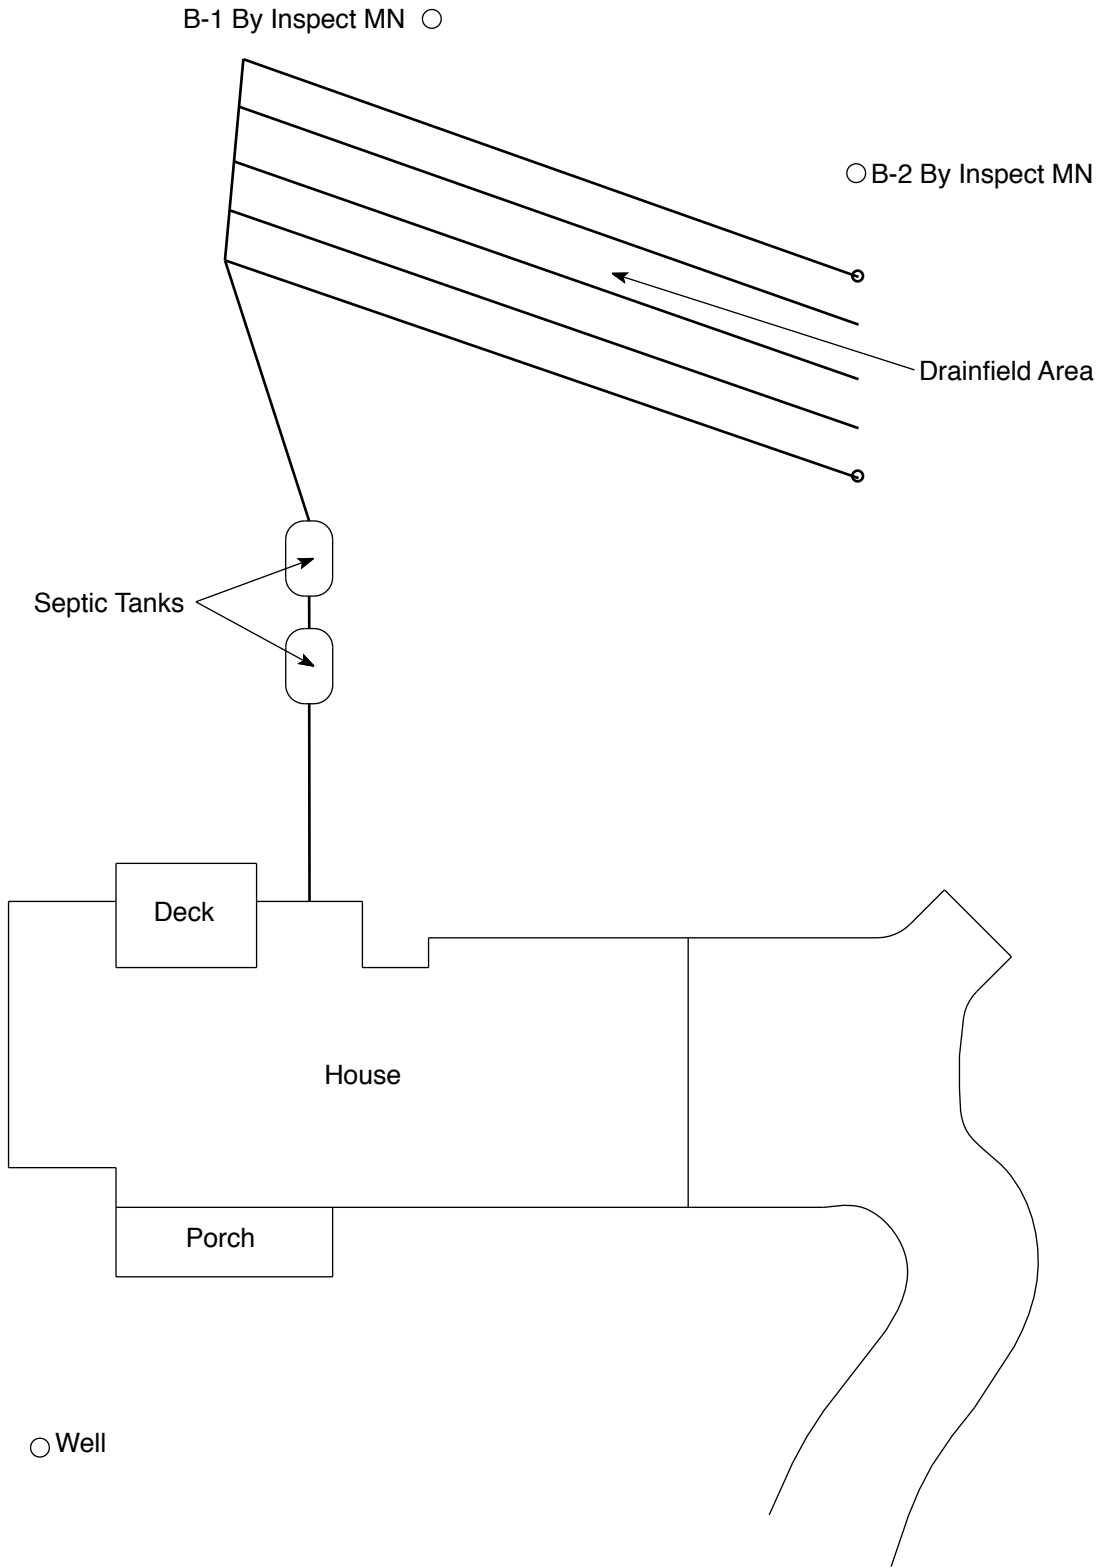 B-1 By Inspect MN
B-2 By Inspect MN
Drainfield Area
Septic Tanks
Deck
House
Porch
Well